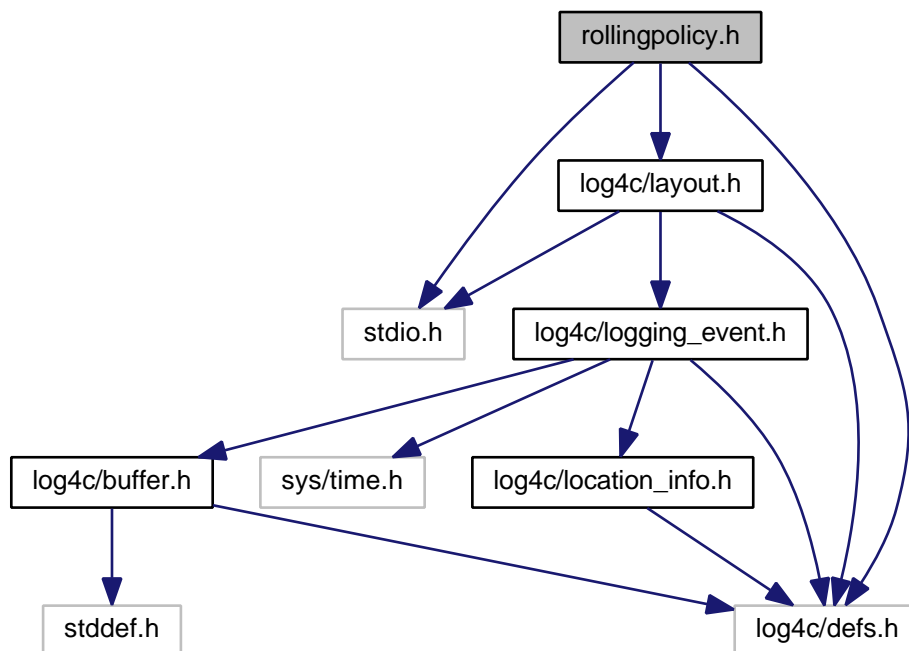 rollingpolicy.h
log4c/layout.h
stdio.h
log4c/logging_event.h
log4c/buffer.h
sys/time.h
log4c/location_info.h
stddef.h
log4c/defs.h